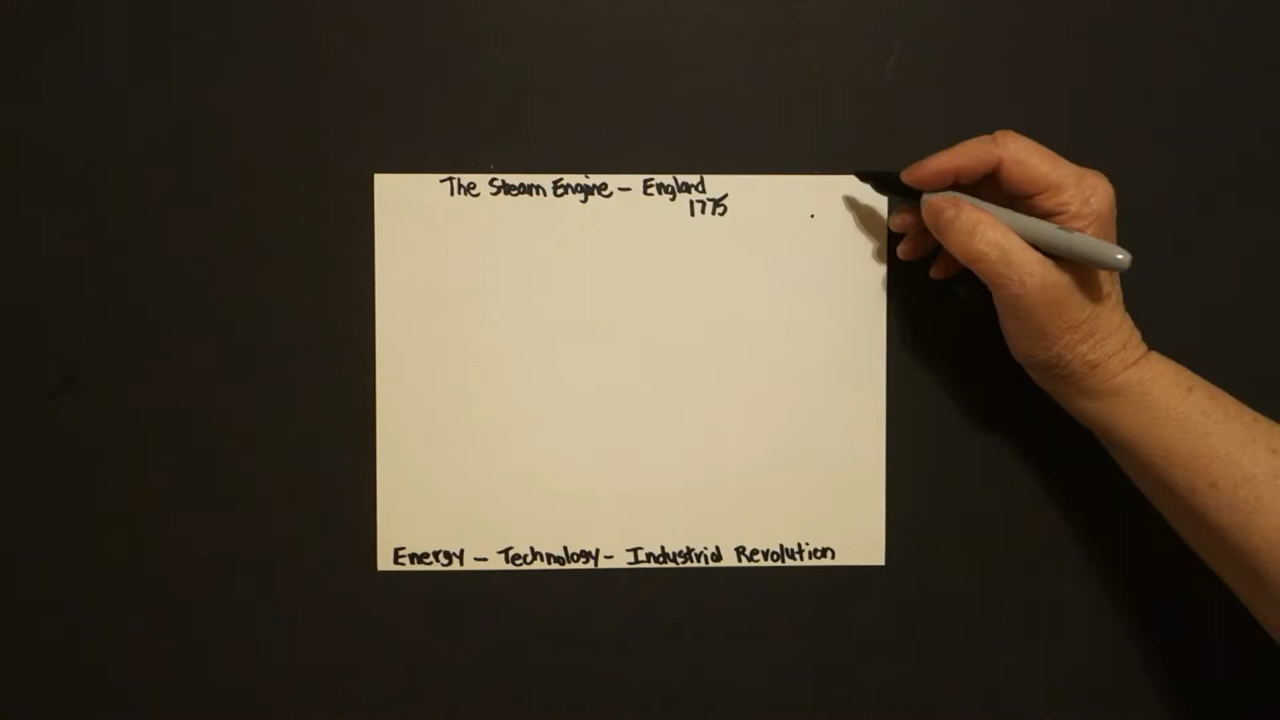 The Steam Engine - England
1775
Energy - Technology - Industrial Revolution